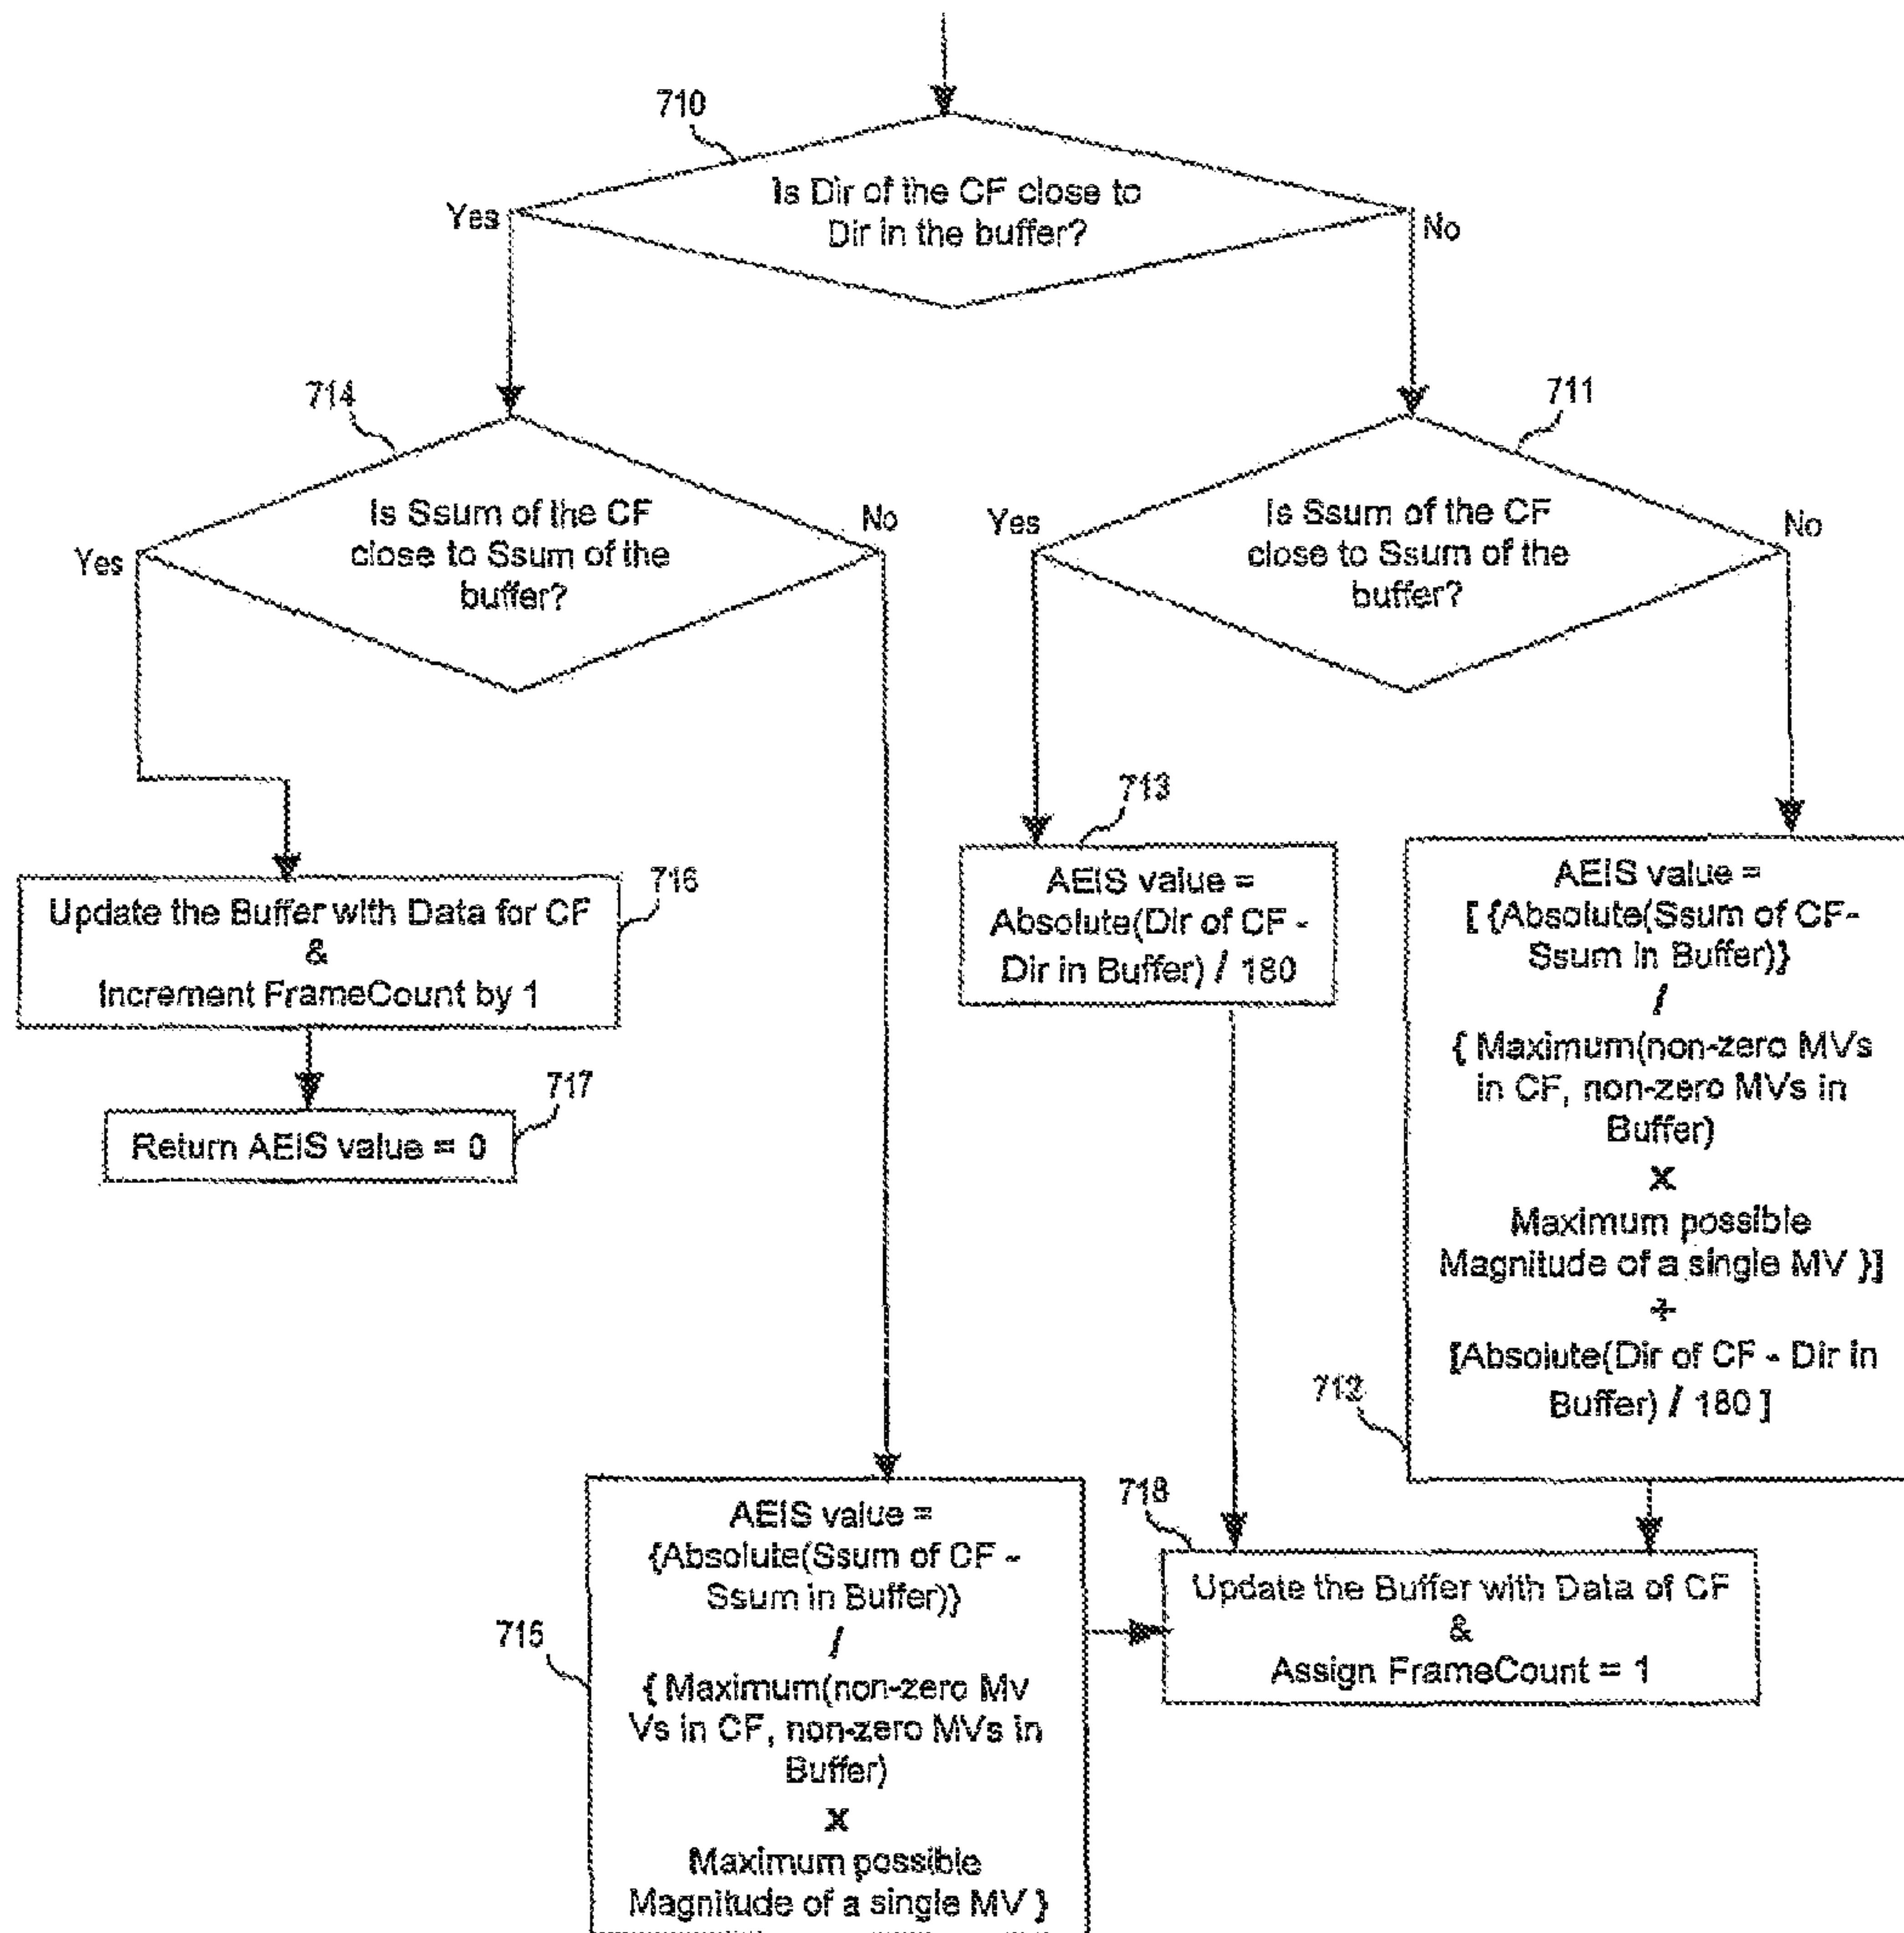 710
Is Dir of the CF close to
Dir in the buffer?
Yes
No
714
Is Ssum of the CF
close to Ssum of the
buffer?
Yes
No
711
Is Ssum of the CF
close to Ssum of the
buffer?
Yes
No
716
Update the Buffer with Data for CF
&
Increment FrameCount by 1
717
Return AEIS value = 0
713
AEIS value =
Absolute(Dir of CF -
Dir in Buffer) / 180
712
AEIS value =
[ {Absolute(Ssum of CF-
Ssum in Buffer)}
/
{ Maximum(non-zero MVs
in CF, non-zero MVs in
Buffer)
x
Maximum possible
Magnitude of a single MV }]
+
[Absolute(Dir of CF - Dir in
Buffer) / 180 ]
715
AEIS value =
{Absolute(Ssum of CF -
Ssum in Buffer)}
/
{ Maximum(non-zero Mv
Vs in CF, non-zero MVs in
Buffer)
x
Maximum possible
Magnitude of a single MV }
718
Update the Buffer with Data of CF
&
Assign FrameCount = 1